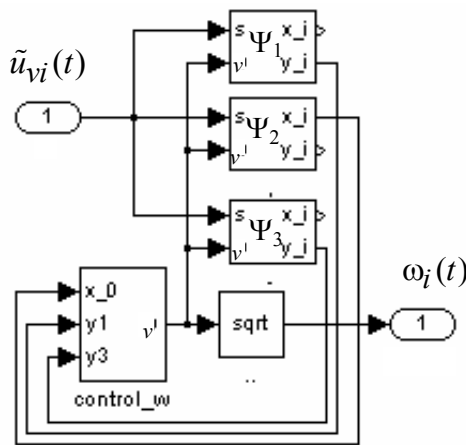 s Ψ₁ x_i
v' y_i
ũ_vi(t)
1
s Ψ₂ x_i
v' y_i
s Ψ₃ x_i
v' y_i
ω_i(t)
x_0
y1 v' sqrt 1
y3
control_w
..